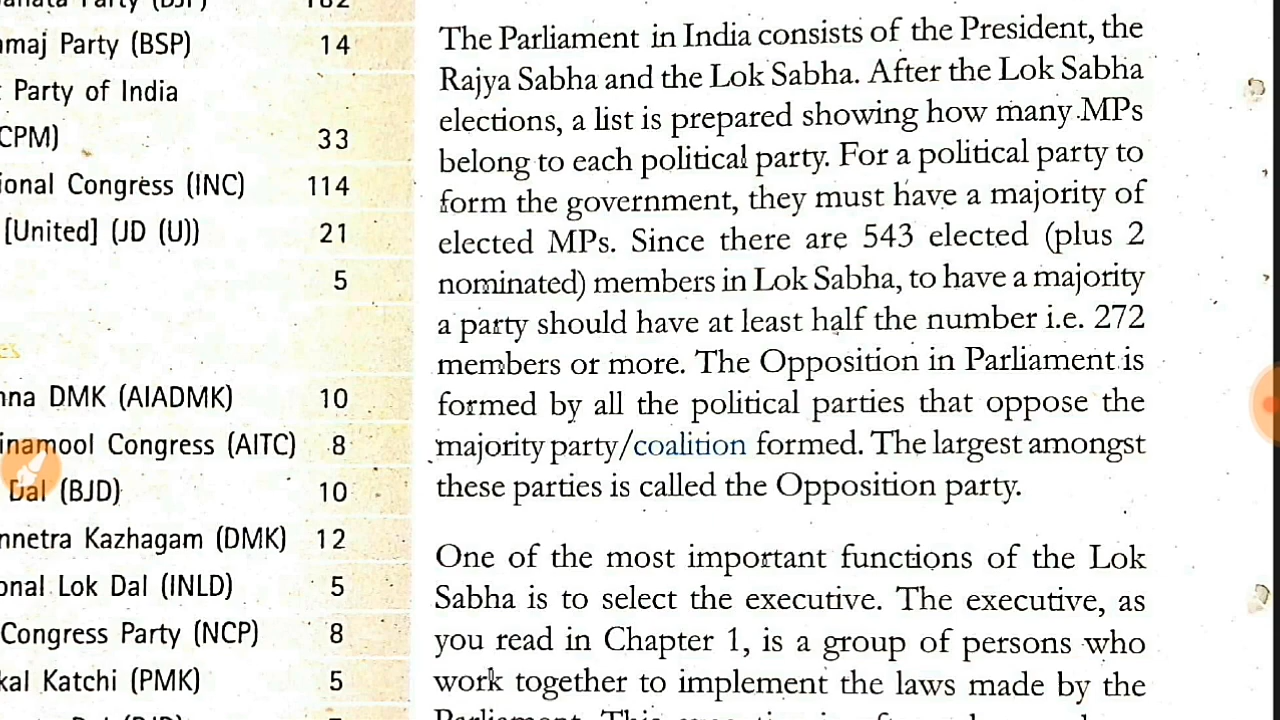 Party (BJP) 182
amaj Party (BSP) 14
Party of India
CPM) 33
ional Congress (INC) 114
[United] (JD (U)) 21
5
es
nna DMK (AIADMK) 10
inamool Congress (AITC) 8
Dal (BJD) 10
nnetra Kazhagam (DMK) 12
onal Lok Dal (INLD) 5
Congress Party (NCP) 8
kal Katchi (PMK) 5
The Parliament in India consists of the President, the
Rajya Sabha and the Lok Sabha. After the Lok Sabha
elections, a list is prepared showing how many MPs
belong to each political party. For a political party to
form the government, they must have a majority of
elected MPs. Since there are 543 elected (plus 2
nominated) members in Lok Sabha, to have a majority
a party should have at least half the number i.e. 272
members or more. The Opposition in Parliament is
formed by all the political parties that oppose the
majority party/coalition formed. The largest amongst
these parties is called the Opposition party.
One of the most important functions of the Lok
Sabha is to select the executive. The executive, as
you read in Chapter 1, is a group of persons who
work together to implement the laws made by the